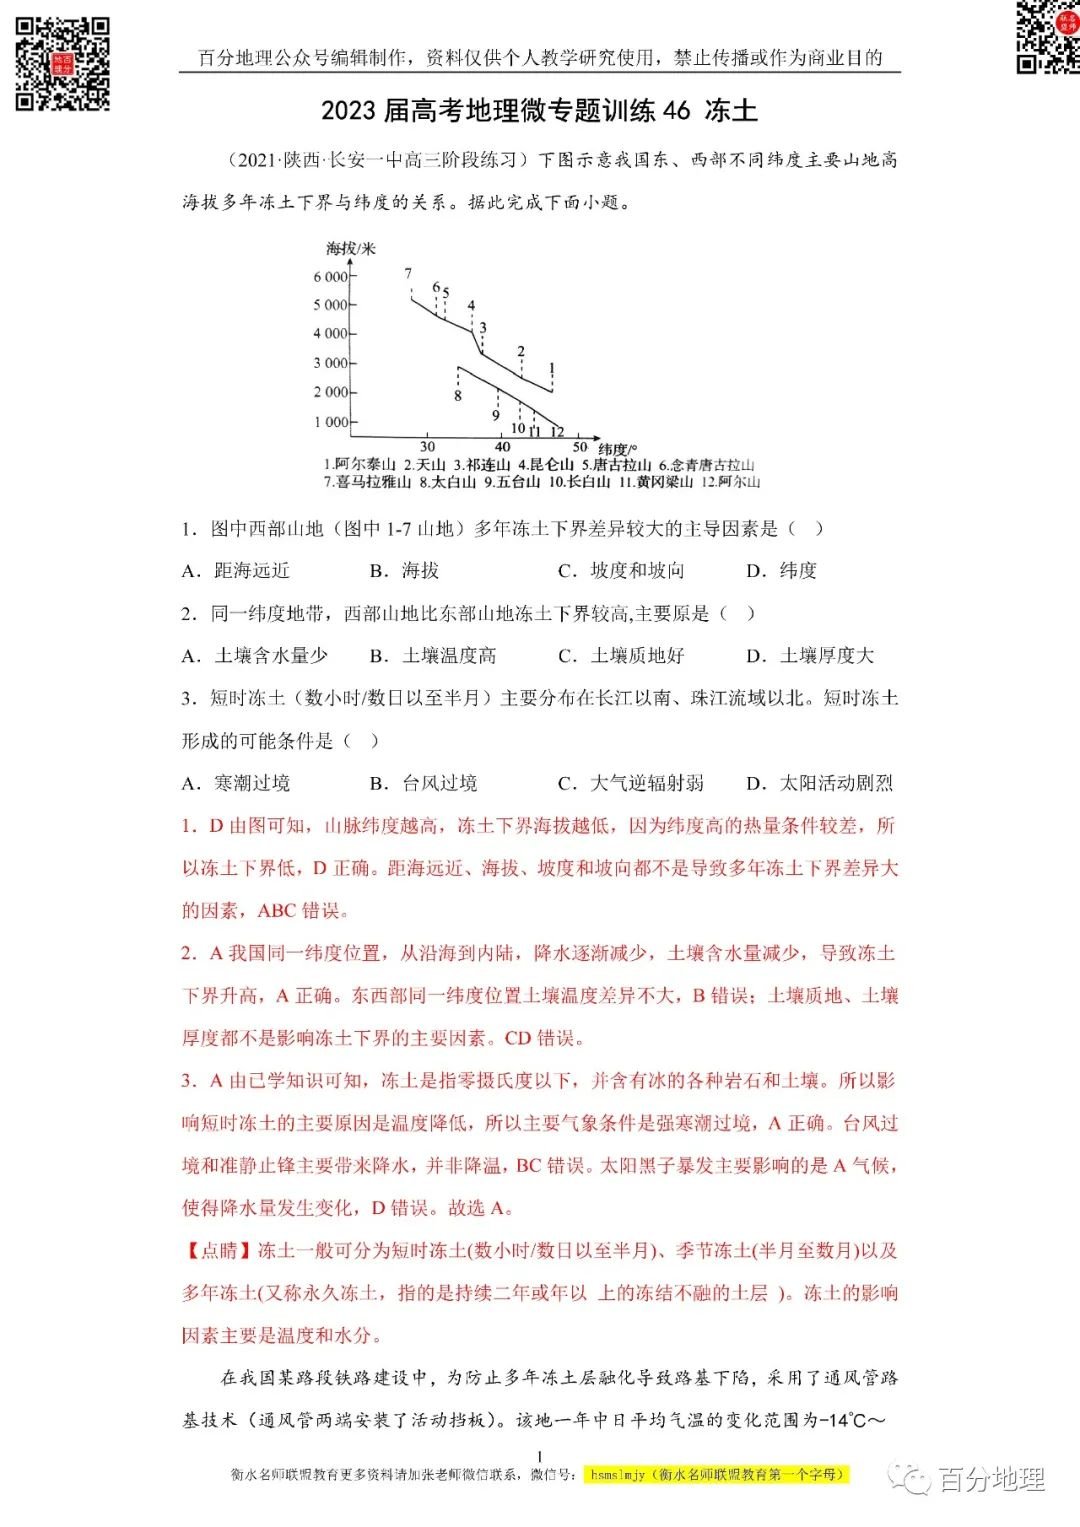 百分地理公众号编辑制作，资料仅供个人教学研究使用，禁止传播或作为商业目的
2023 届高考地理微专题训练 46 冻土
（2021·陕西·长安一中高三阶段练习）下图示意我国东、西部不同纬度主要山地高
海拔多年冻土下界与纬度的关系。据此完成下面小题。
海拔/米
6 000
5 000
4 000
3 000
2 000
1 000
7
6
5
4
3
2
1
8
9
10
11
12
30
40
50
纬度/°
1.阿尔泰山 2.天山 3.祁连山 4.昆仑山 5.唐古拉山 6.念青唐古拉山
7.喜马拉雅山 8.太白山 9.五台山 10.长白山 11.黄冈梁山 12.阿尔山
1．图中西部山地（图中 1-7 山地）多年冻土下界差异较大的主导因素是（ ）
A．距海远近 B．海拔 C．坡度和坡向 D．纬度
2．同一纬度地带，西部山地比东部山地冻土下界较高,主要原是（ ）
A．土壤含水量少 B．土壤温度高 C．土壤质地好 D．土壤厚度大
3．短时冻土（数小时/数日以至半月）主要分布在长江以南、珠江流域以北。短时冻土
形成的可能条件是（ ）
A．寒潮过境 B．台风过境 C．大气逆辐射弱 D．太阳活动剧烈
1．D 由图可知，山脉纬度越高，冻土下界海拔越低，因为纬度高的热量条件较差，所
以冻土下界低，D 正确。距海远近、海拔、坡度和坡向都不是导致多年冻土下界差异大
的因素，ABC 错误。
2．A 我国同一纬度位置，从沿海到内陆，降水逐渐减少，土壤含水量减少，导致冻土
下界升高，A 正确。东西部同一纬度位置土壤温度差异不大，B 错误；土壤质地、土壤
厚度都不是影响冻土下界的主要因素。CD 错误。
3．A 由已学知识可知，冻土是指零摄氏度以下，并含有冰的各种岩石和土壤。所以影
响短时冻土的主要原因是温度降低，所以主要气象条件是强寒潮过境，A 正确。台风过
境和准静止锋主要带来降水，并非降温，BC 错误。太阳黑子暴发主要影响的是 A 气候，
使得降水量发生变化，D 错误。故选 A。
【点睛】冻土一般可分为短时冻土(数小时/数日以至半月)、季节冻土(半月至数月)以及
多年冻土(又称永久冻土，指的是持续二年或年以 上的冻结不融的土层 )。冻土的影响
因素主要是温度和水分。
在我国某路段铁路建设中，为防止多年冻土层融化导致路基下陷，采用了通风管路
基技术（通风管两端安装了活动挡板）。该地一年中日平均气温的变化范围为-14℃～
1
衡水名师联盟教育更多资料请加张老师微信联系，微信号： hsmslmjy（衡水名师联盟教育第一个字母）
百分地理